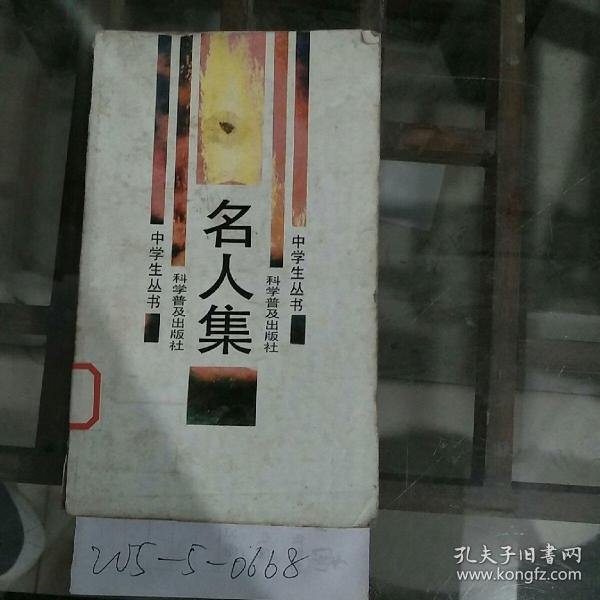 名人集
中学生丛书
科学普及出版社
科学普及出版社
中学生丛书
W5-5-0668
孔夫子旧书网
www.kongfz.com